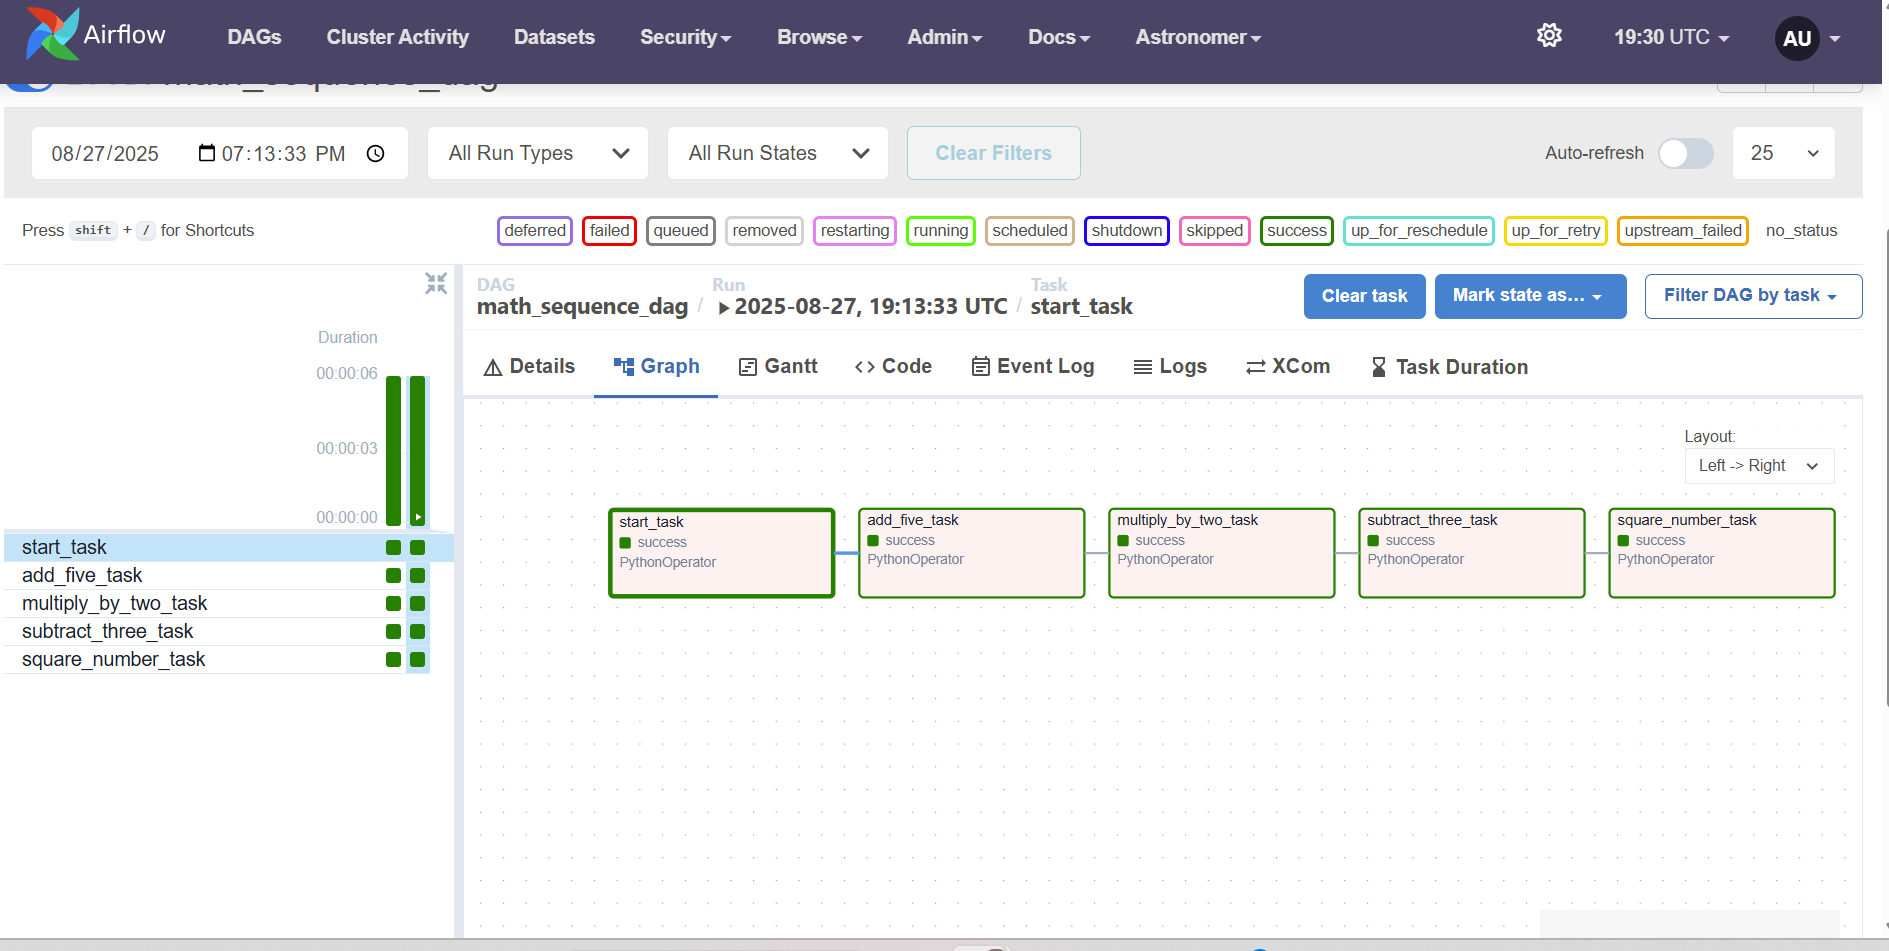 Airflow
DAGs Cluster Activity Datasets Security Browse Admin Docs Astronomer 19:30 UTC AU
math_sequence_dag
08/27/2025 07:13:33 PM All Run Types All Run States Clear Filters Auto-refresh 25
Press shift + / for Shortcuts deferred failed queued removed restarting running scheduled shutdown skipped success up_for_reschedule up_for_retry upstream_failed no_status
DAG Run Task
math_sequence_dag / 2025-08-27, 19:13:33 UTC / start_task
Clear task Mark state as... Filter DAG by task
Details Graph Gantt Code Event Log Logs XCom Task Duration
Duration
00:00:06
00:00:03
00:00:00
start_task
add_five_task
multiply_by_two_task
subtract_three_task
square_number_task
Layout:
Left -> Right
start_task
success
PythonOperator
add_five_task
success
PythonOperator
multiply_by_two_task
success
PythonOperator
subtract_three_task
success
PythonOperator
square_number_task
success
PythonOperator